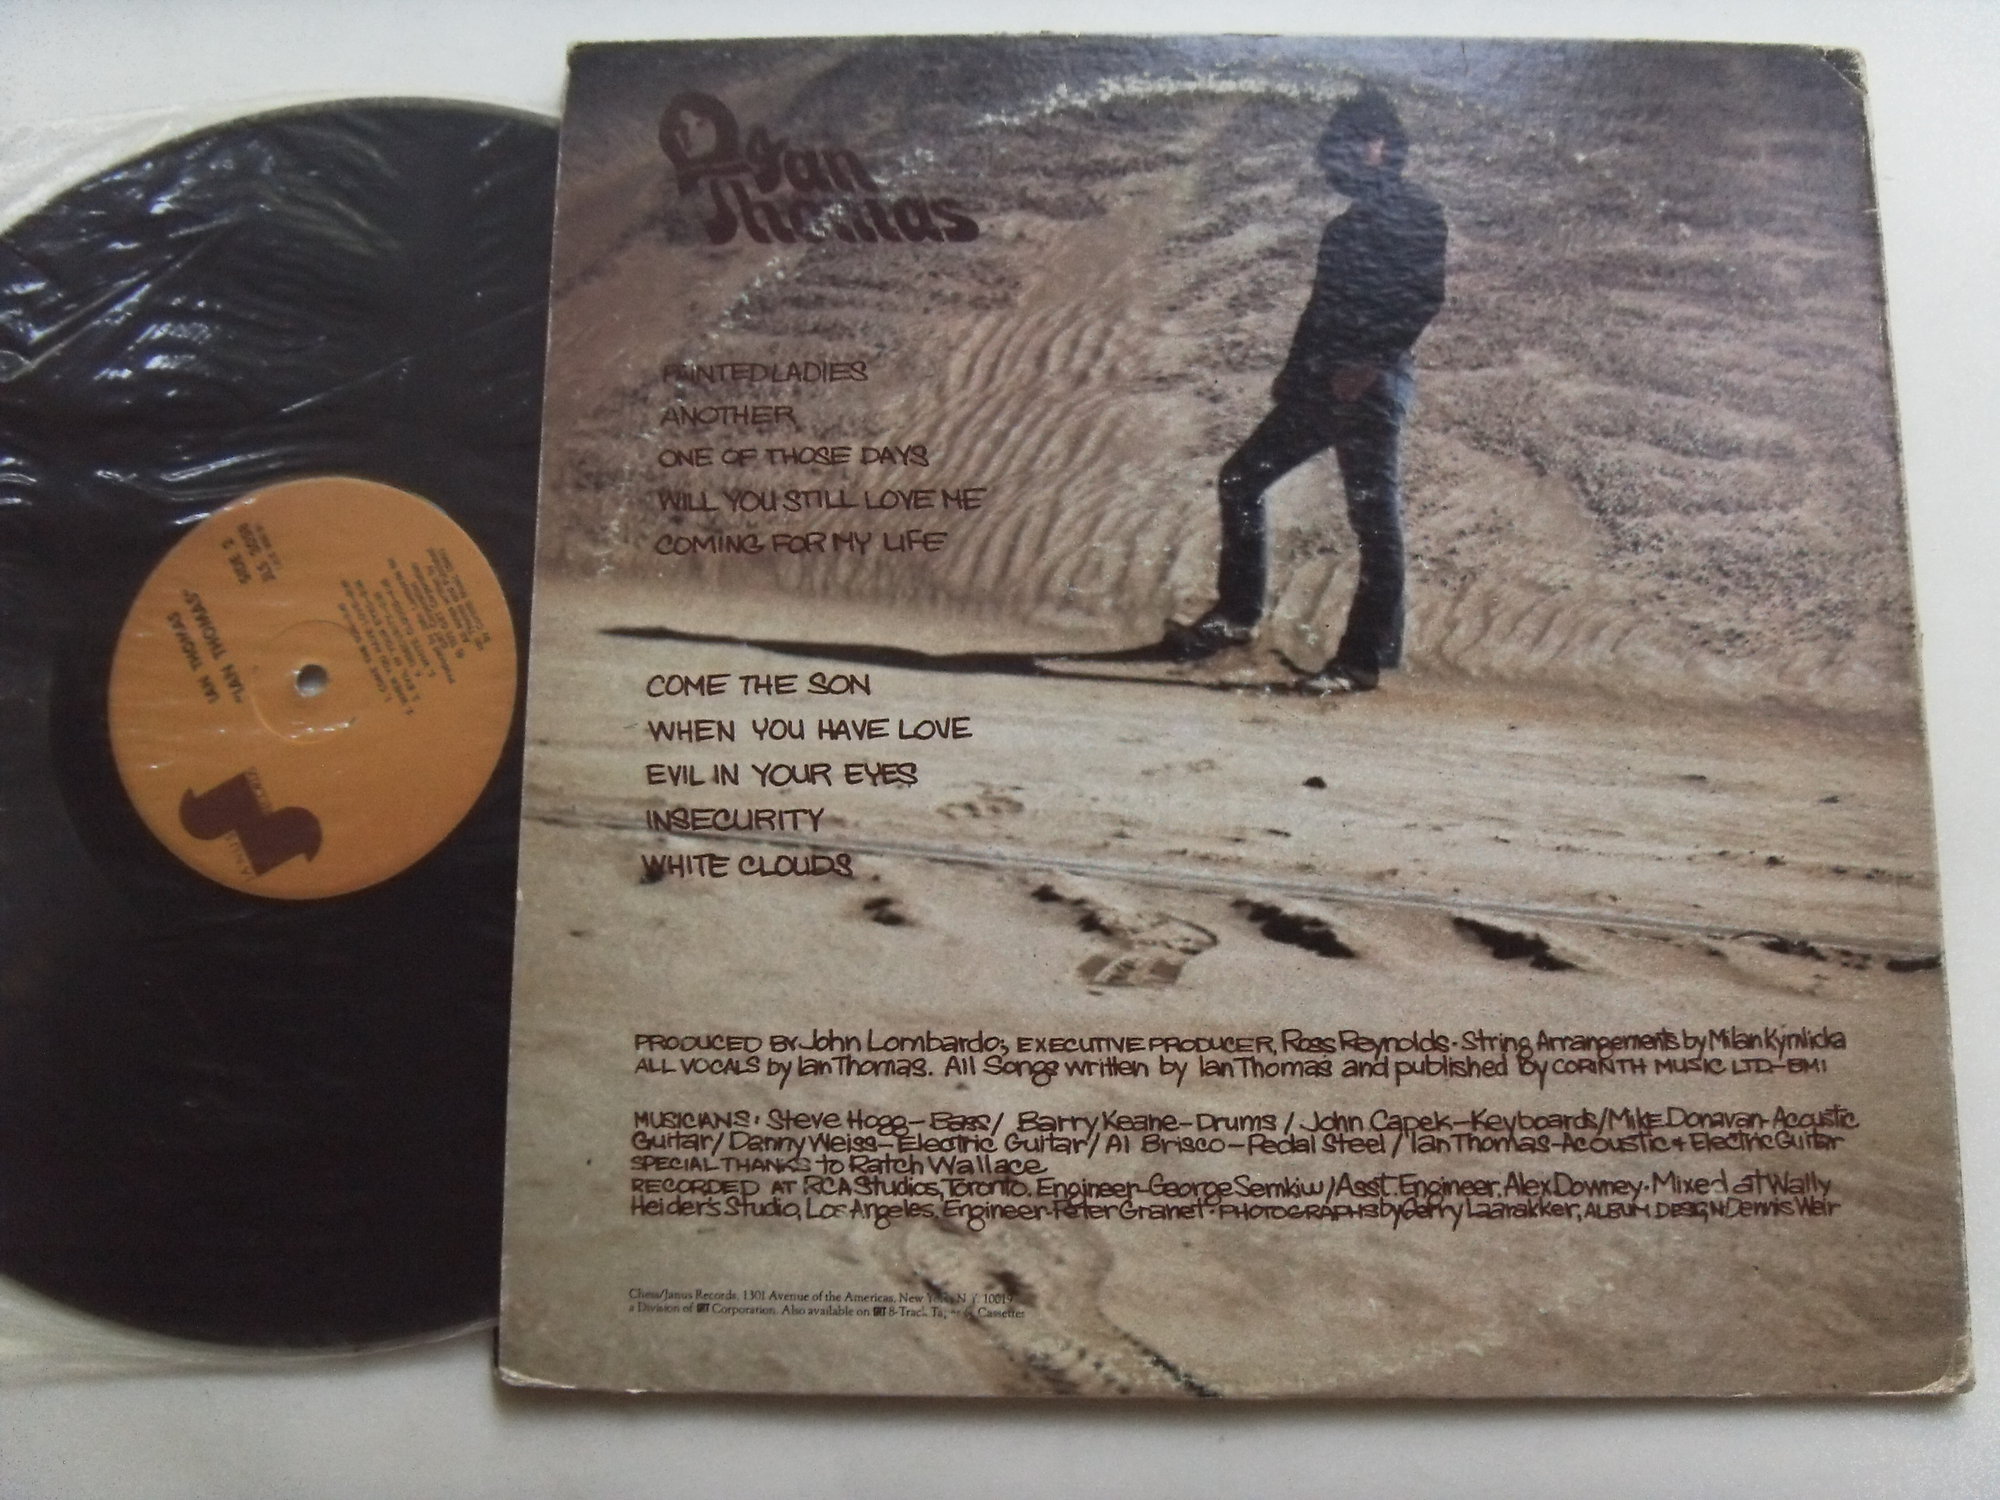 Ian
Thomas
PAINTED LADIES
ANOTHER
ONE OF THOSE DAYS
WILL YOU STILL LOVE ME
COMING FOR MY LIFE
COME THE SON
WHEN YOU HAVE LOVE
EVIL IN YOUR EYES
INSECURITY
WHITE CLOUDS
PRODUCED BY John Lombardo; EXECUTIVE PRODUCER, Ross Reynolds · String Arrangements by Milan Kymlicka
ALL VOCALS by Ian Thomas. All Songs written by Ian Thomas and published by CORINTH MUSIC LTD-BMI
MUSICIANS: Steve Hogg-Bass/ Barry Keane-Drums / John Capek-Keyboards/Mike Donavan-Acoustic
Guitar/ Danny Weiss-Electric Guitar/ Al Brisco-Pedal Steel / Ian Thomas-Acoustic + Electric Guitar
SPECIAL THANKS to Ratch Wallace
RECORDED AT RCA Studios, Toronto. Engineer-George Semkiw/Asst. Engineer, Alex Downey · Mixed at Wally
Heider's Studio, Los Angeles, Engineer-Peter Granet · PHOTOGRAPHS by Gerry Laarakker, ALBUM DESIGN Dennis Weir
Chess/Janus Records, 1301 Avenue of the Americas, New York, N Y 10019
a Division of GRT Corporation. Also available on GRT 8-Track Tapes & Cassettes
IAN THOMAS
"IAN THOMAS"
SIDE 2
JLS 3058
JANUS RECORDS